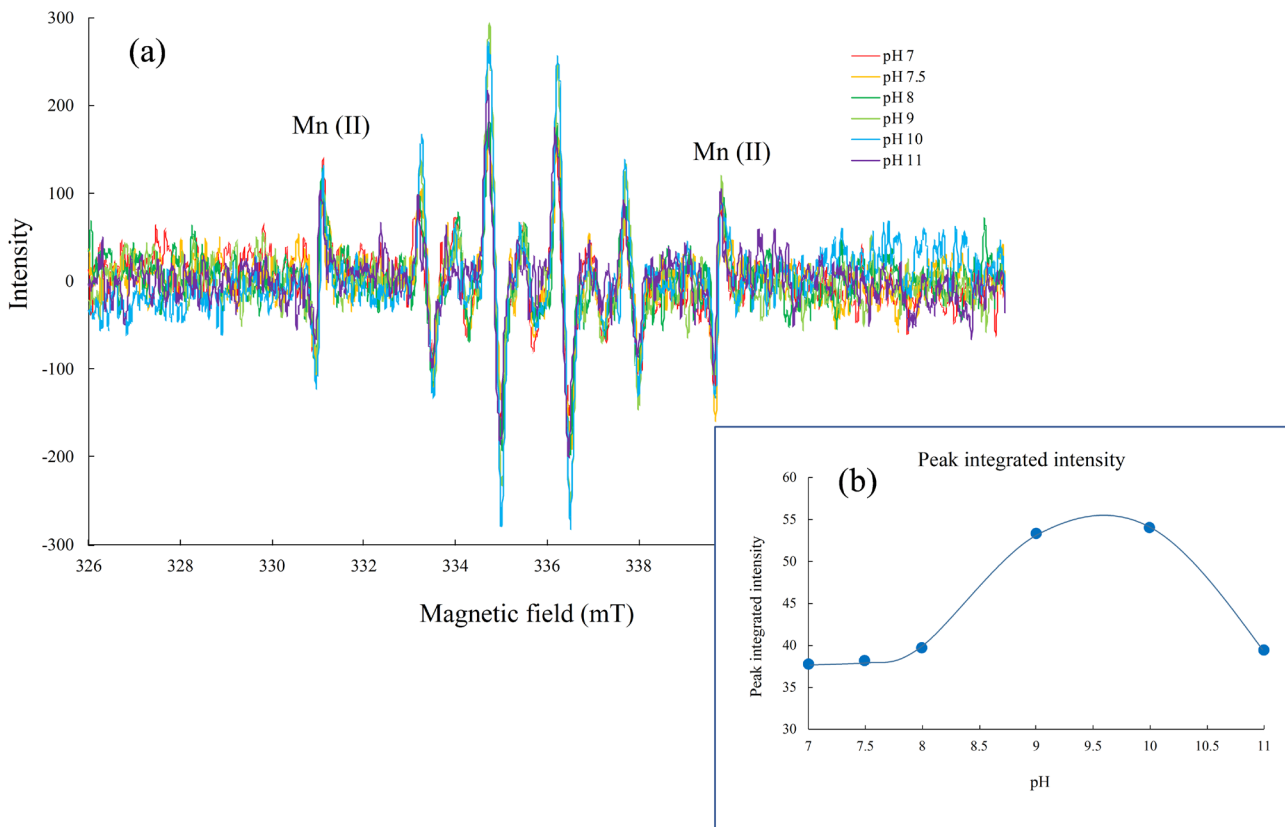 (a)
300
200
100
0
-100
-200
-300
Intensity
Mn (II)
Mn (II)
pH 7
pH 7.5
pH 8
pH 9
pH 10
pH 11
326
328
330
332
334
336
338
Magnetic field (mT)
Peak integrated intensity
(b)
60
55
50
45
40
35
30
Peak integrated intensity
7
7.5
8
8.5
9
9.5
10
10.5
11
pH